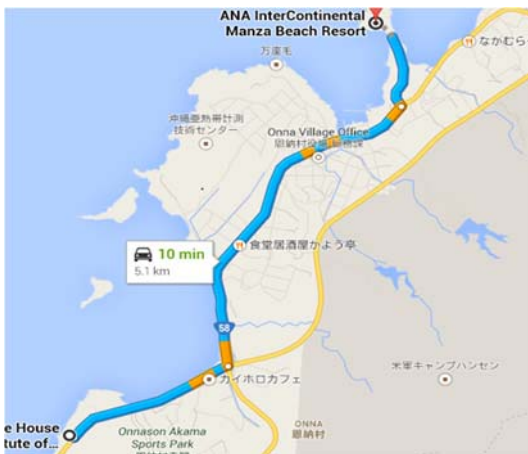 ANA InterContinental
Manza Beach Resort
なかむら
万座毛
沖縄亜熱帯計測
技術センター
Onna Village Office
恩納村役場
食堂居酒屋かよう亭
10 min
5.1 km
58
カイホロカフェ
米軍キャンプハンセン
e House
tute of...
Onnason Akama
Sports Park
ONNA
恩納村